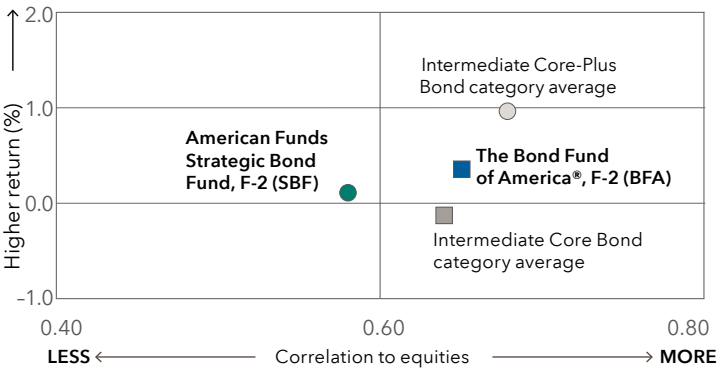 Higher return (%)
2.0
1.0
0.0
–1.0
Intermediate Core-Plus
Bond category average
American Funds
Strategic Bond
Fund, F-2 (SBF)
The Bond Fund
of America®, F-2 (BFA)
Intermediate Core Bond
category average
0.40
0.60
0.80
LESS
Correlation to equities
MORE